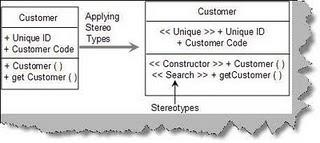 Customer
+ Unique ID
+ Customer Code
+ Customer ( )
+ get Customer ( )
Applying
Stereo
Types
Customer
<< Unique >> + Unique ID
+ Customer Code
<< Constructor >> + Customer ( )
<< Search >> + getCustomer ( )
Stereotypes